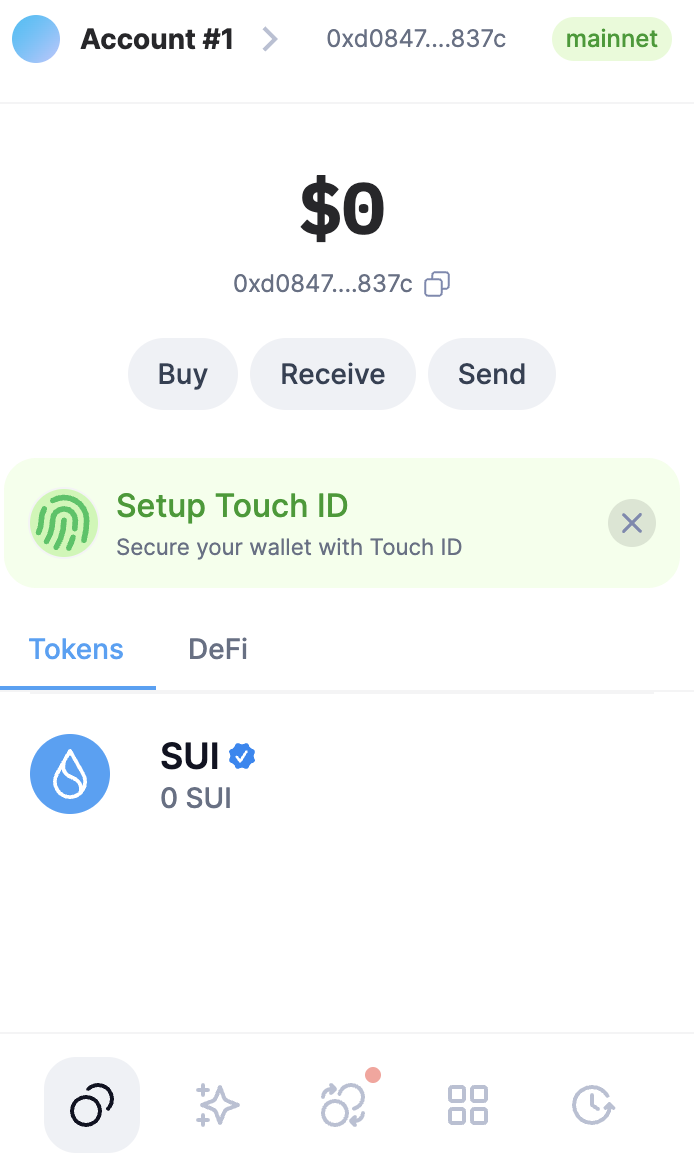 Account #1 0xd0847....837c mainnet
$0
0xd0847....837c
Buy Receive Send
Setup Touch ID
Secure your wallet with Touch ID
Tokens DeFi
SUI
0 SUI